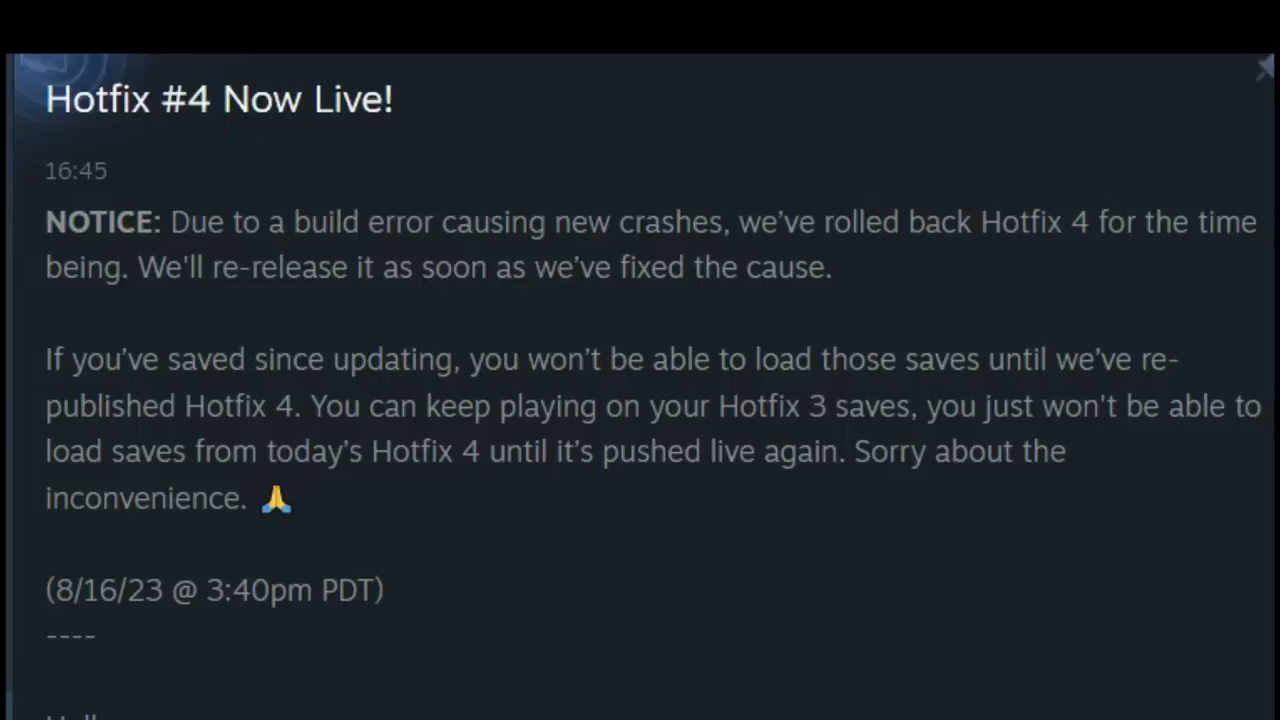 Hotfix #4 Now Live!
16:45
NOTICE: Due to a build error causing new crashes, we’ve rolled back Hotfix 4 for the time
being. We'll re-release it as soon as we’ve fixed the cause.
If you’ve saved since updating, you won’t be able to load those saves until we’ve re-
published Hotfix 4. You can keep playing on your Hotfix 3 saves, you just won't be able to
load saves from today’s Hotfix 4 until it’s pushed live again. Sorry about the
inconvenience. 🙏
(8/16/23 @ 3:40pm PDT)
----